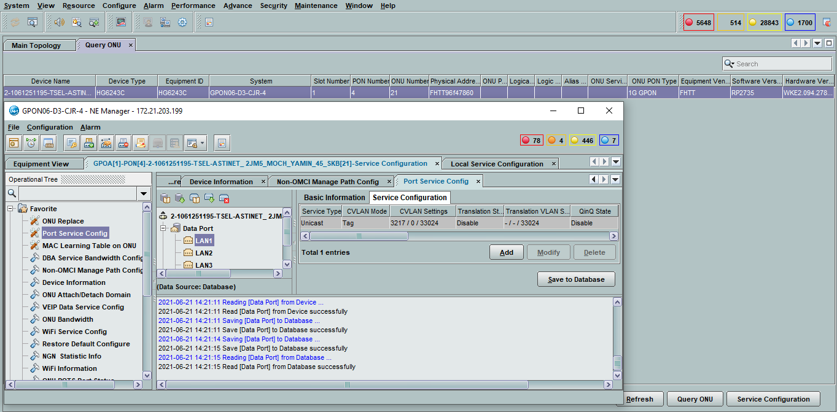 System View Resource Configure Alarm Performance Advance Security Maintenance Window Help
5648 514 28843 1700
Main Topology Query ONU ×
Search
Device Name Device Type Equipment ID System Slot Number PON Number ONU Number Physical Addre... ONU P... Logica... Logic ... Alias ... ONU Servi... ONU PON Type Equipment Ven... Software Vers... Hardware Ver...
2-1061251195-TSEL-ASTIN... HG6243C HG6243C GPON06-D3-CJR-4 1 4 21 FHTT96f47860 1G GPON FHTT RP2735 WKE2.094.278...
GPON06-D3-CJR-4 - NE Manager - 172.21.203.199
File Configuration Alarm
78 4 446 7
Equipment View GPOA[1]-PON[4]-2-1061251195-TSEL-ASTINET_ 2JM5_MOCH_YAMIN_45_SKB[21]-Service Configuration × Local Service Configuration ×
Operational Tree
...re Device Information × Non-OMCI Manage Path Config × Port Service Config ×
Favorite
ONU Replace
Port Service Config
MAC Learning Table on ONU
DBA Service Bandwidth Config
Non-OMCI Manage Path Config
Device Information
ONU Attach/Detach Domain
VEIP Data Service Config
ONU Bandwidth
WiFi Service Config
Restore Default Configure
NGN Statistic Info
WiFi Information
ONU POTS Port Status
2-1061251195-TSEL-ASTINET_ 2JM
Data Port
LAN1
LAN2
LAN3
(Data Source: Database)
Basic Information Service Configuration
Service Type CVLAN Mode CVLAN Settings Translation St... Translation VLAN S... QinQ State
Unicast Tag 3217 / 0 / 33024 Disable - / - / 33024 Disable
Total 1 entries Add Modify Delete
Save to Database
2021-06-21 14:21:11 Reading [Data Port] from Device ...
2021-06-21 14:21:11 Read [Data Port] from Device successfully
2021-06-21 14:21:11 Saving [Data Port] to Database ...
2021-06-21 14:21:11 Save [Data Port] to Database successfully
2021-06-21 14:21:14 Saving [Data Port] to Database ...
2021-06-21 14:21:15 Save [Data Port] to Database successfully
2021-06-21 14:21:15 Reading [Data Port] from Database ...
2021-06-21 14:21:15 Read [Data Port] from Database successfully
Refresh Query ONU Service Configuration